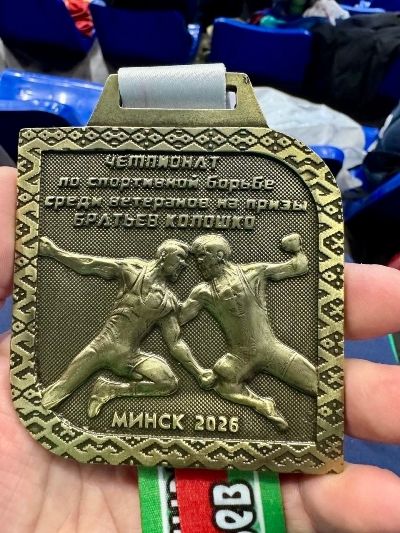 ЧЕМПИОНАТ
по спортивной борьбе
среди ветеранов на призы
БРАТЬЕВ КОЛОШКО
МИНСК 2026